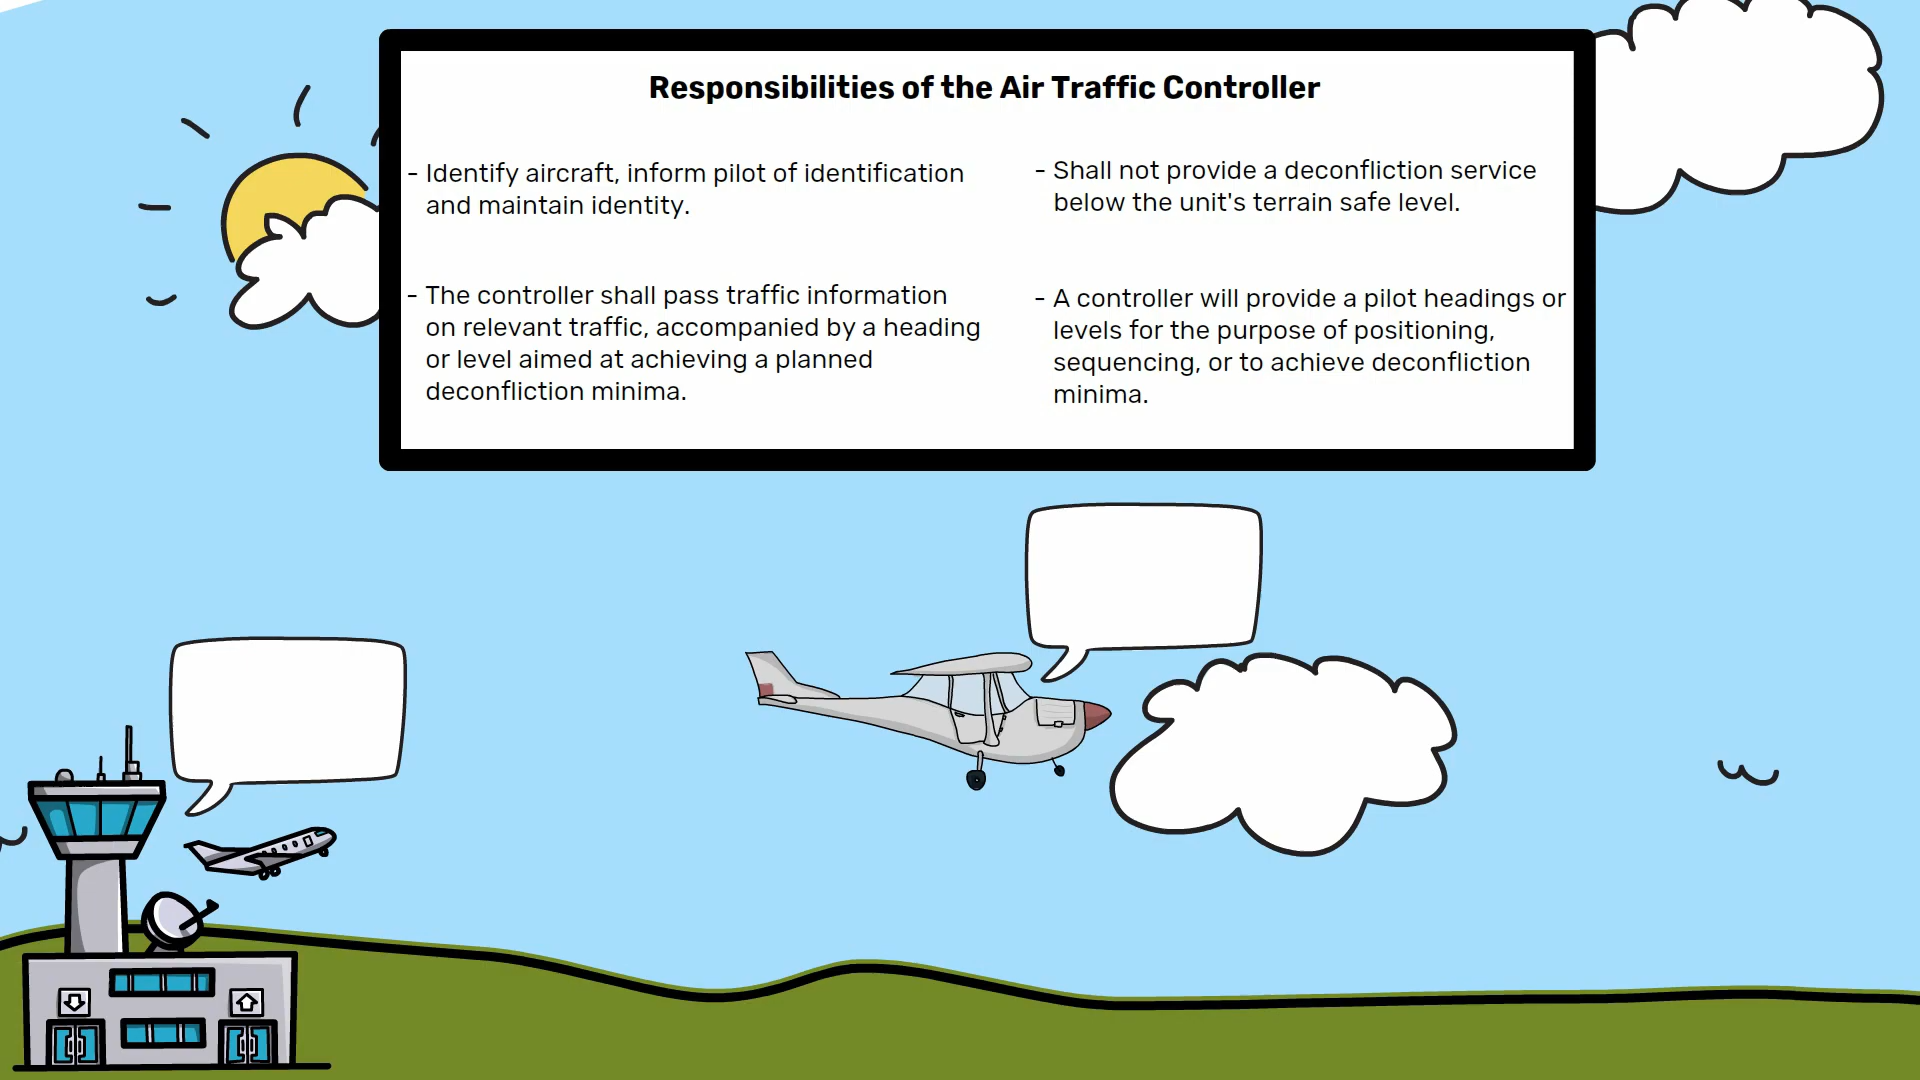 Responsibilities of the Air Traffic Controller
- Identify aircraft, inform pilot of identification
and maintain identity.
- The controller shall pass traffic information
on relevant traffic, accompanied by a heading
or level aimed at achieving a planned
deconfliction minima.
- Shall not provide a deconfliction service
below the unit's terrain safe level.
- A controller will provide a pilot headings or
levels for the purpose of positioning,
sequencing, or to achieve deconfliction
minima.